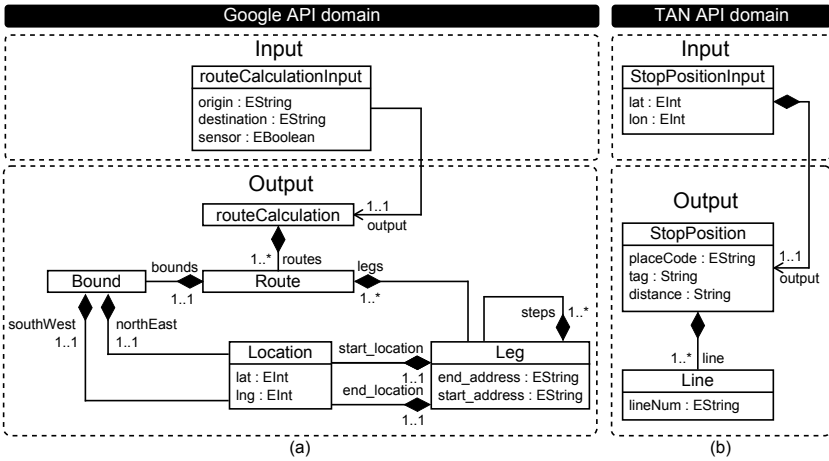 Google API domain
TAN API domain
Input
routeCalculationInput
origin : EString
destination : EString
sensor : EBoolean
Input
StopPositionInput
lat : EInt
lon : EInt
Output
routeCalculation
1..1
output
1..*
routes
bounds
1..1
Bound
Route
legs
1..*
southWest
1..1
northEast
1..1
steps
1..*
Location
lat : EInt
lng : EInt
start_location
1..1
end_location
1..1
Leg
end_address : EString
start_address : EString
Output
StopPosition
placeCode : EString
tag : String
distance : String
1..1
output
1..*
line
Line
lineNum : EString
(a)
(b)